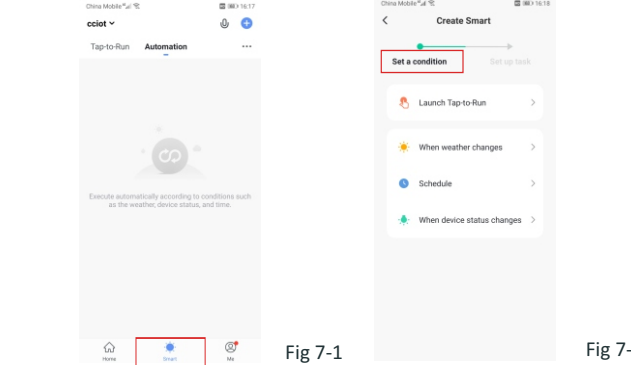 China Mobile 16:17
cciot
Tap-to-Run Automation ...
Execute automatically according to conditions such
as the weather, device status, and time.
Home Smart Me
Fig 7-1
China Mobile 16:18
Create Smart
Set a condition Set up task
Launch Tap-to-Run
When weather changes
Schedule
When device status changes
Fig 7-